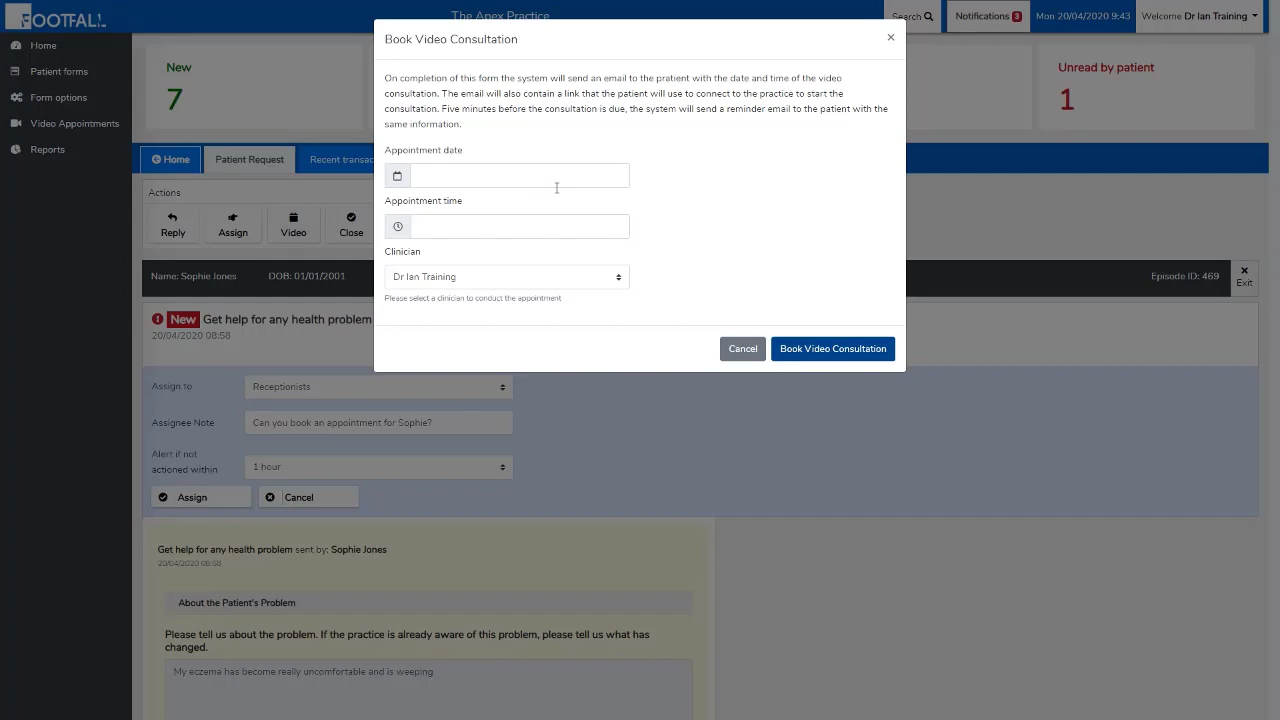 FOOTFALL
The Apex Practice
Search
Notifications 3
Mon 20/04/2020 9:43
Welcome Dr Ian Training
Home
Patient forms
Form options
Video Appointments
Reports
New
7
Unread by patient
1
Home
Patient Request
Recent transac
Actions
Reply
Assign
Video
Close
Name: Sophie Jones
DOB: 01/01/2001
Episode ID: 469
Exit
New Get help for any health problem
20/04/2020 08:58
Book Video Consultation
×
On completion of this form the system will send an email to the pratient with the date and time of the video
consultation. The email will also contain a link that the patient will use to connect to the practice to start the
consultation. Five minutes before the consultation is due, the system will send a reminder email to the patient with the
same information.
Appointment date
Appointment time
Clinician
Dr Ian Training
Please select a clinician to conduct the appointment
Cancel
Book Video Consultation
Assign to
Receptionists
Assignee Note
Can you book an appointment for Sophie?
Alert if not
actioned within
1 hour
Assign
Cancel
Get help for any health problem sent by: Sophie Jones
20/04/2020 08:58
About the Patient's Problem
Please tell us about the problem. If the practice is already aware of this problem, please tell us what has
changed.
My eczema has become really uncomfortable and is weeping